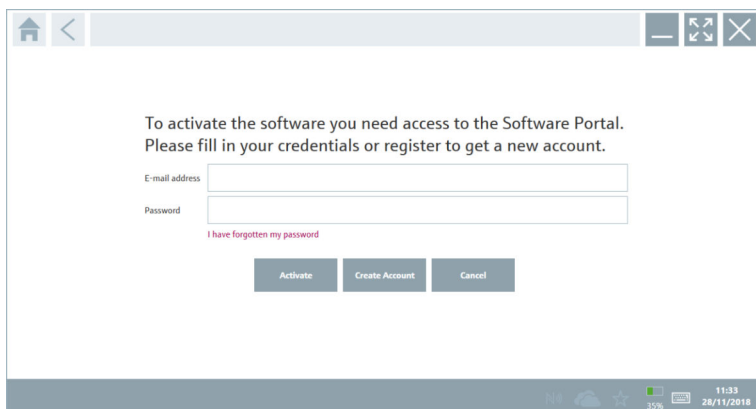 To activate the software you need access to the Software Portal.
Please fill in your credentials or register to get a new account.
E-mail address
Password
I have forgotten my password
Activate Create Account Cancel
35%
11:33
28/11/2018